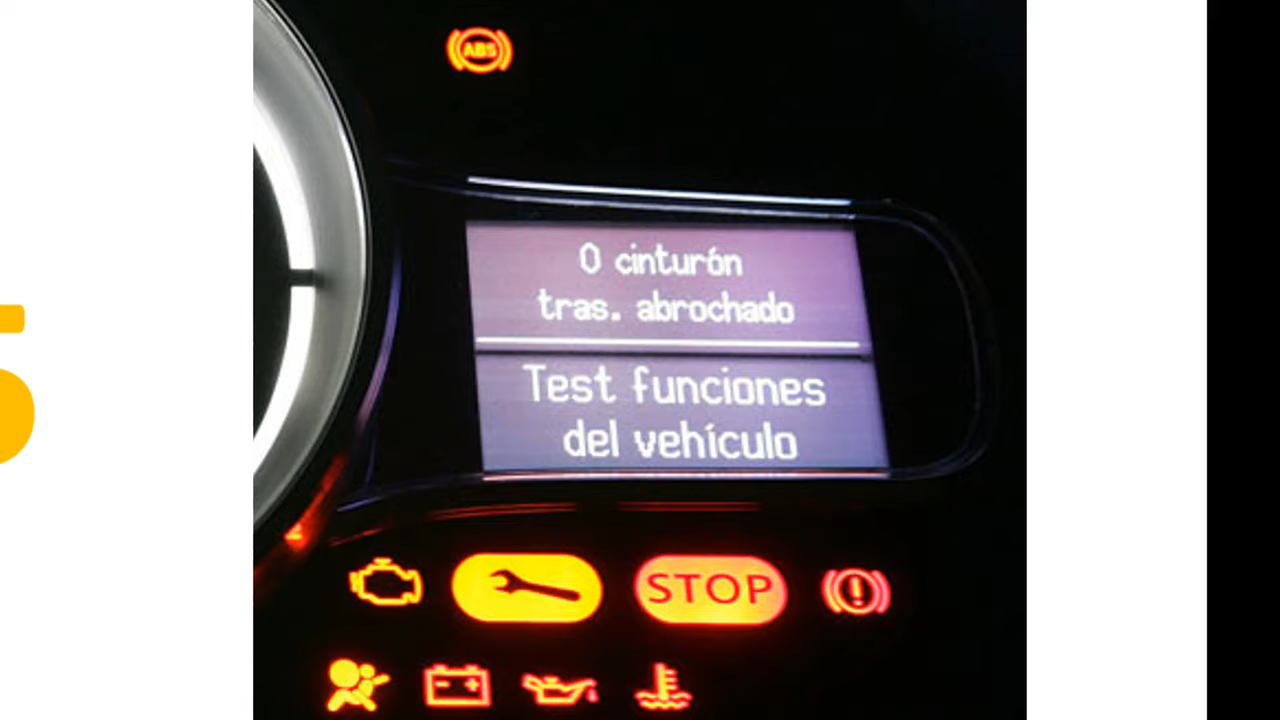 ABS
0 cinturón
tras. abrochado
Test funciones
del vehículo
STOP